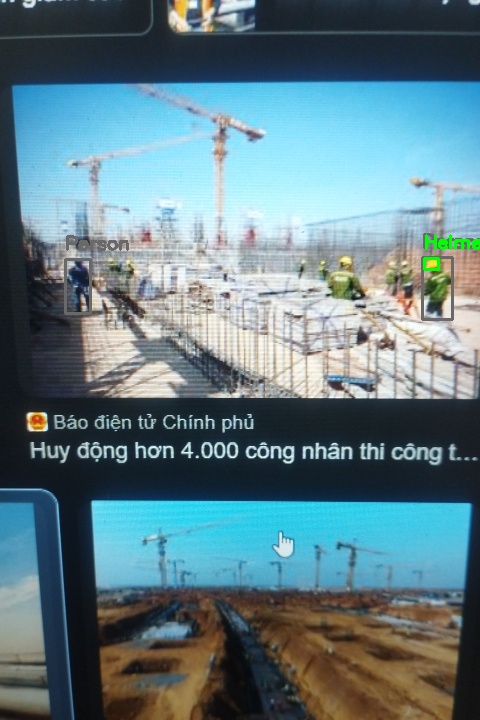 Person
Helme
Báo điện tử Chính phủ
Huy động hơn 4.000 công nhân thi công t...